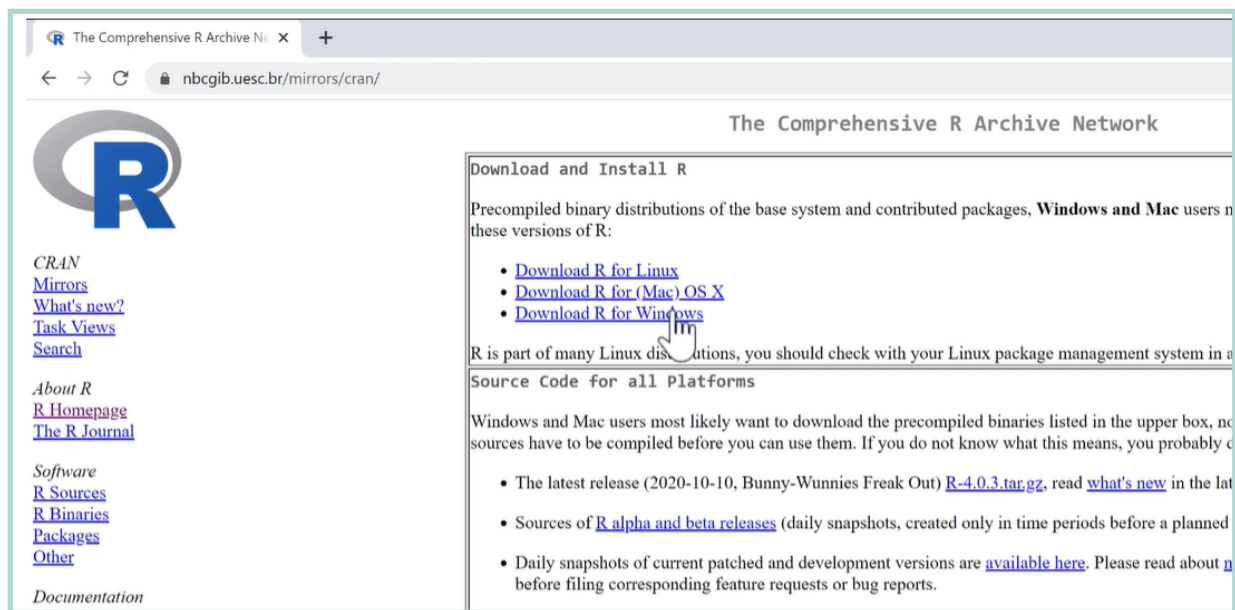 The Comprehensive R Archive Ne
nbcgib.uesc.br/mirrors/cran/
R
CRAN
Mirrors
What's new?
Task Views
Search
About R
R Homepage
The R Journal
Software
R Sources
R Binaries
Packages
Other
Documentation
The Comprehensive R Archive Network
Download and Install R
Precompiled binary distributions of the base system and contributed packages, Windows and Mac users
these versions of R:
• Download R for Linux
• Download R for (Mac) OS X
• Download R for Windows
R is part of many Linux, you should check with your Linux package management system in
Source Code for all Platforms
Windows and Mac users most likely want to download the precompiled binaries listed in the upper box,
sources have to be compiled before you can use them. If you do not know what this means, you probably
• The latest release (2020-10-10, Bunny-Wunnies Freak Out) R-4.0.3.tar.gz, read what's new in the
• Sources of R alpha and beta releases (daily snapshots, created only in time periods before a planned
• Daily snapshots of current patched and development versions are available here. Please read about
before filing corresponding feature requests or bug reports.